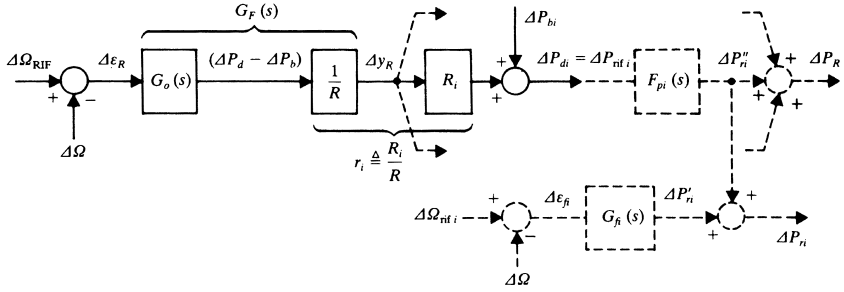 G_F(s)
ΔΩ_RIF
Δε_R
(ΔP_d − ΔP_b)
Δy_R
ΔP_bi
ΔP_di = ΔP_rif i
ΔP″_ri
ΔP_R
G_o(s)
1/R
R_i
F_pi(s)
+
−
+
+
+
+
+
ΔΩ
r_i ≜ R_i/R
ΔΩ_rif i
+
−
Δε_fi
G_fi(s)
ΔP′_ri
+
+
ΔP_ri
ΔΩ